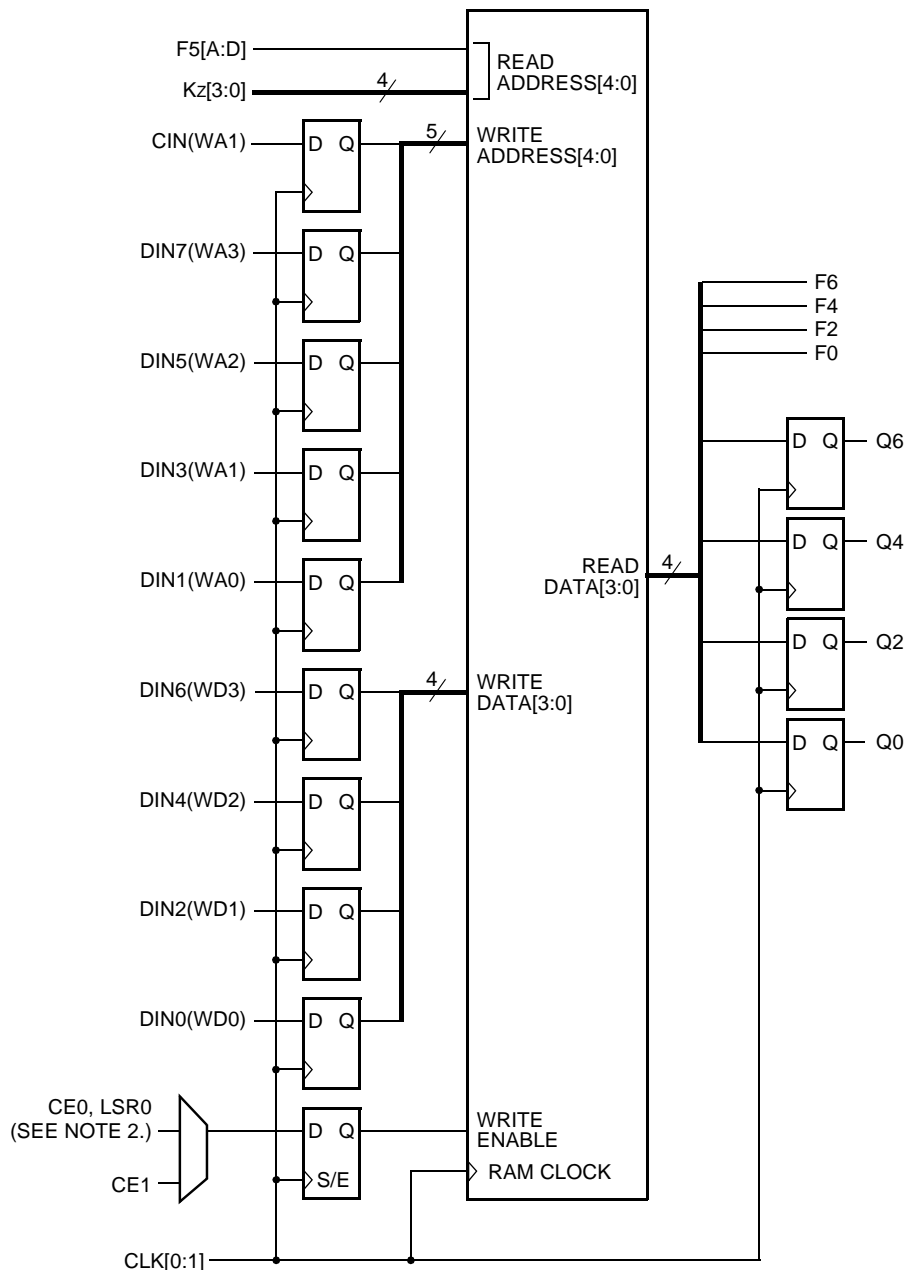 F5[A:D]
READ
ADDRESS[4:0]
Kz[3:0]
4
CIN(WA1)
D Q
5
WRITE
ADDRESS[4:0]
DIN7(WA3)
D Q
F6
F4
F2
F0
DIN5(WA2)
D Q
D Q
Q6
DIN3(WA1)
D Q
D Q
Q4
READ
DATA[3:0]
4
DIN1(WA0)
D Q
D Q
Q2
DIN6(WD3)
D Q
4
WRITE
DATA[3:0]
D Q
Q0
DIN4(WD2)
D Q
DIN2(WD1)
D Q
DIN0(WD0)
D Q
CE0, LSR0
(SEE NOTE 2.)
D Q
WRITE
ENABLE
CE1
S/E
RAM CLOCK
CLK[0:1]